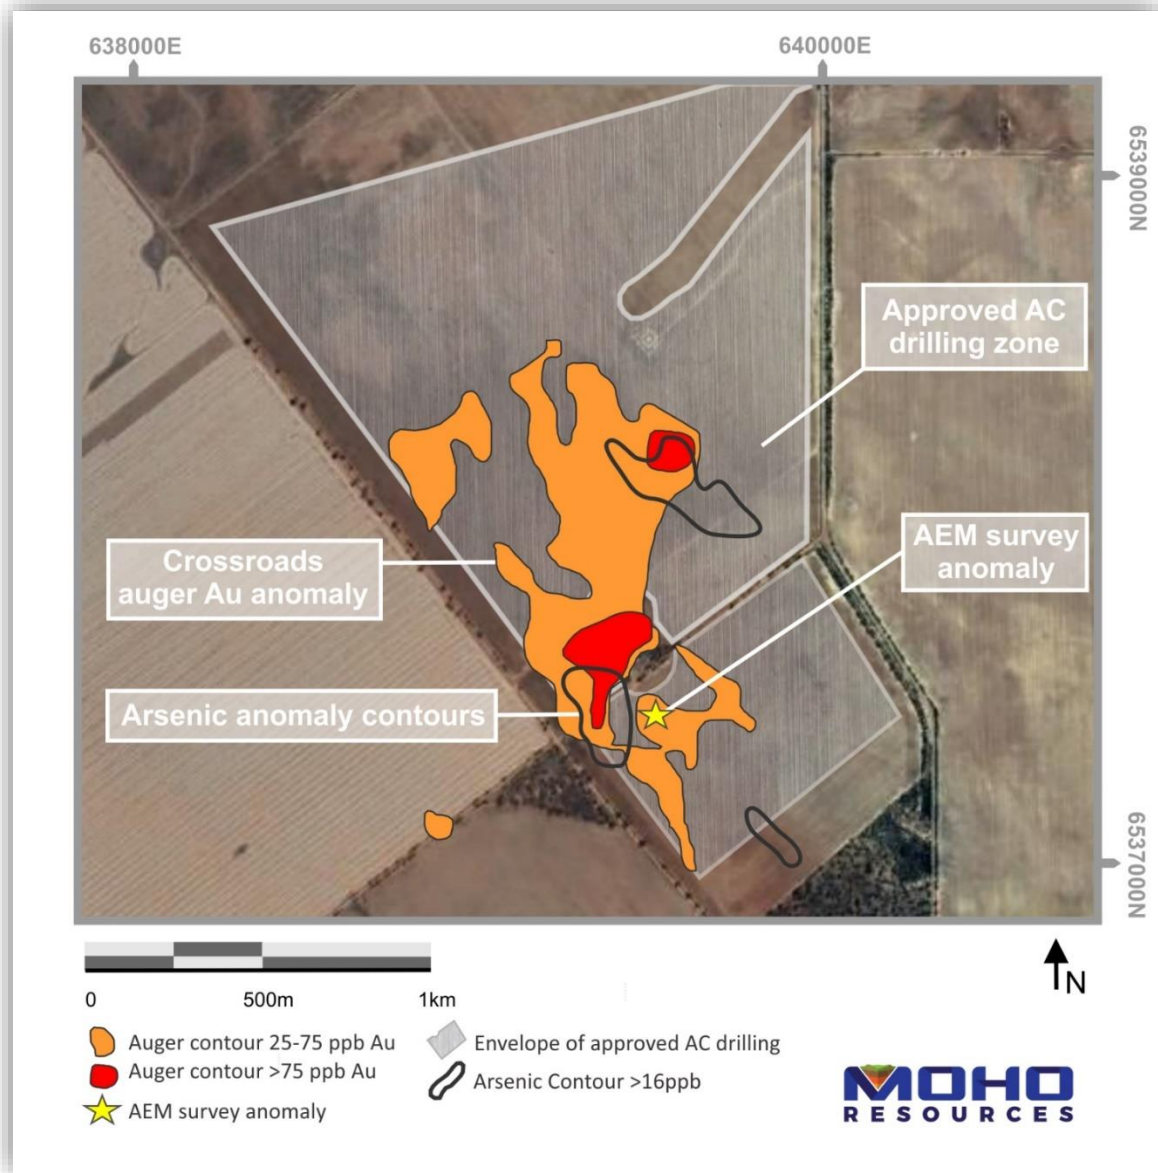 638000E
640000E
6539000N
Approved AC
drilling zone
AEM survey
anomaly
Crossroads
auger Au anomaly
Arsenic anomaly contours
6537000N
N
0
500m
1km
Auger contour 25-75 ppb Au
Auger contour >75 ppb Au
AEM survey anomaly
Envelope of approved AC drilling
Arsenic Contour >16ppb
MOHO
RESOURCES